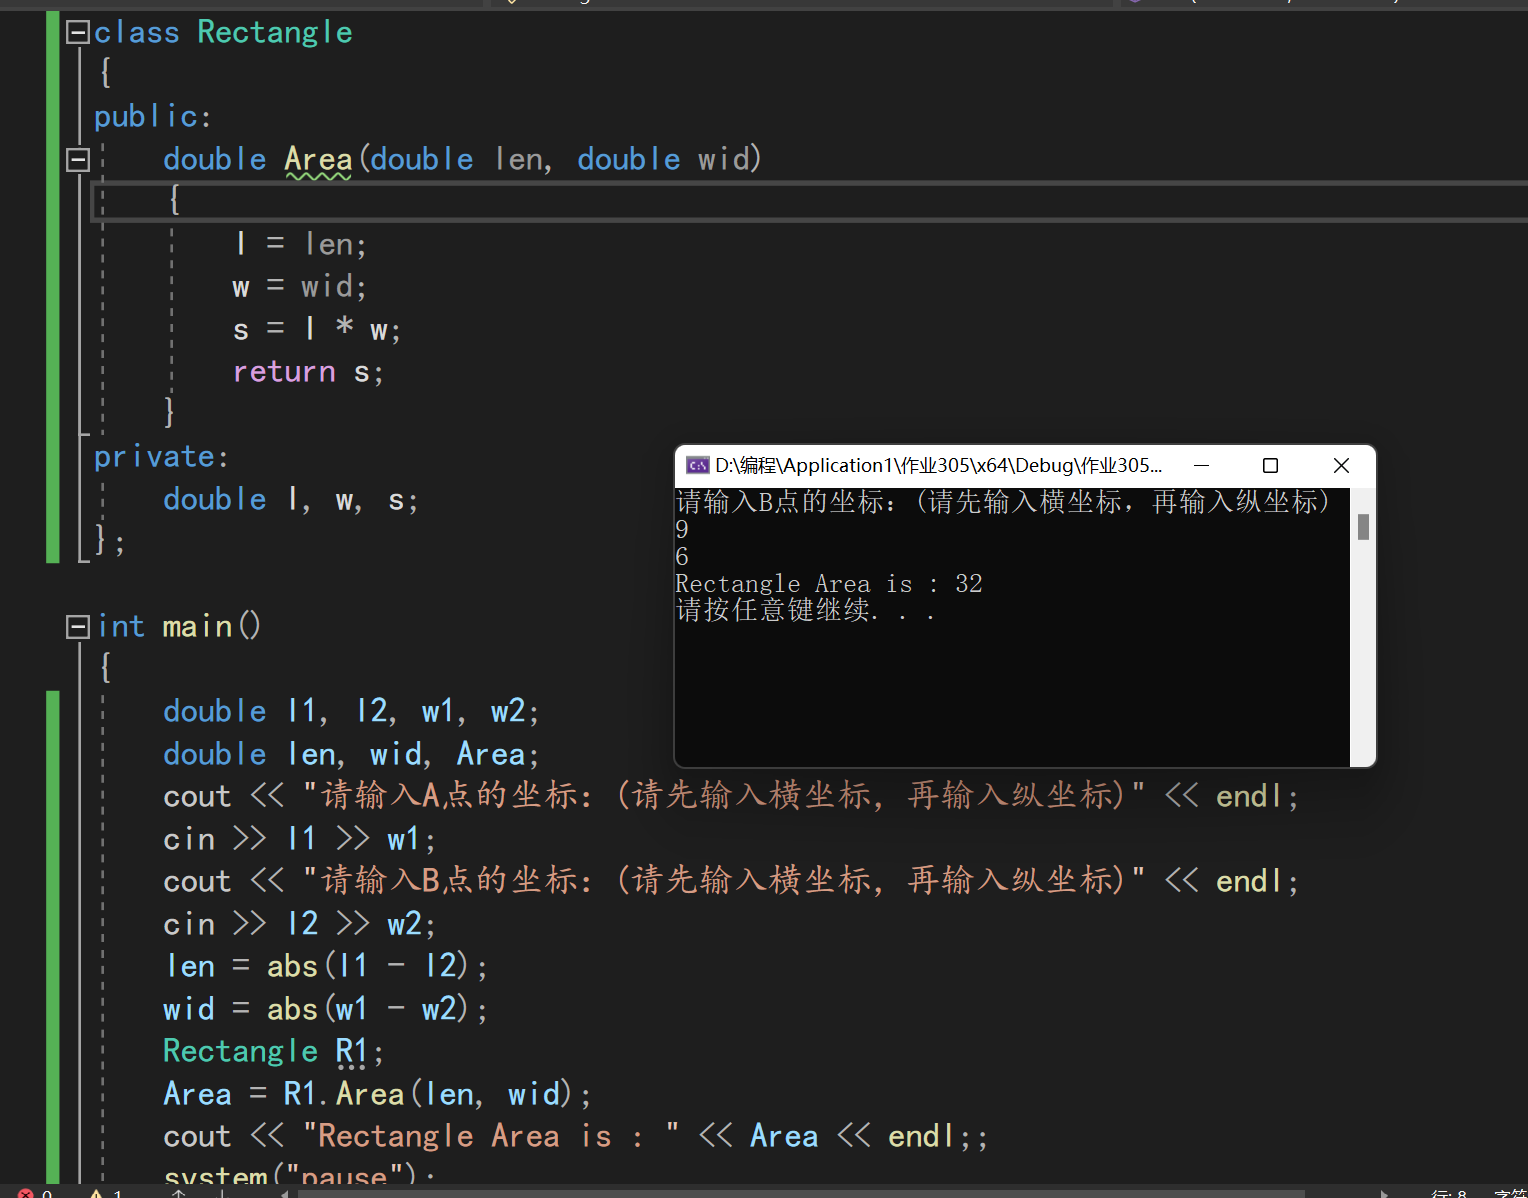 class Rectangle
{
public:
double Area(double len, double wid)
{
l = len;
w = wid;
s = l * w;
return s;
}
private:
double l, w, s;
};
int main()
{
double l1, l2, w1, w2;
double len, wid, Area;
cout << "请输入A点的坐标：(请先输入横坐标，再输入纵坐标)" << endl;
cin >> l1 >> w1;
cout << "请输入B点的坐标：(请先输入横坐标，再输入纵坐标)" << endl;
cin >> l2 >> w2;
len = abs(l1 - l2);
wid = abs(w1 - w2);
Rectangle R1;
Area = R1.Area(len, wid);
cout << "Rectangle Area is : " << Area << endl;;
system("pause");
D:\编程\Application1\作业305\x64\Debug\作业305...
请输入B点的坐标：(请先输入横坐标，再输入纵坐标)
9
6
Rectangle Area is : 32
请按任意键继续. . .
0 1 行: 8 字符